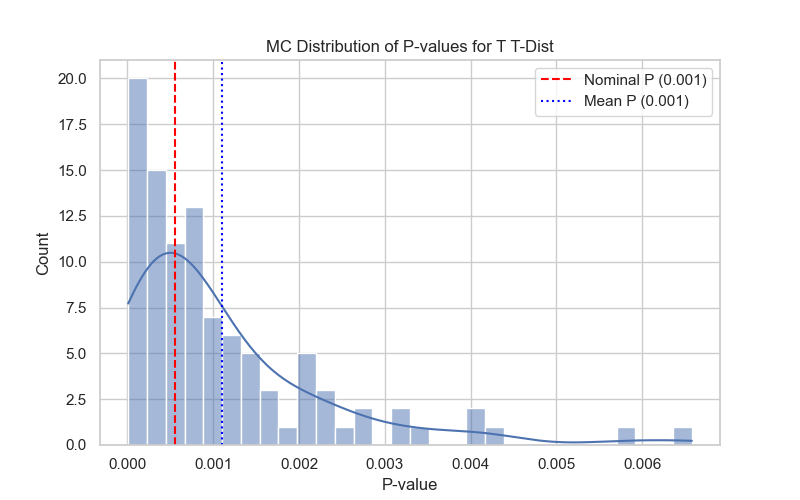 MC Distribution of P-values for T T-Dist
Nominal P (0.001)
Mean P (0.001)
20.0
17.5
15.0
12.5
10.0
7.5
5.0
2.5
0.0
Count
0.000 0.001 0.002 0.003 0.004 0.005 0.006
P-value